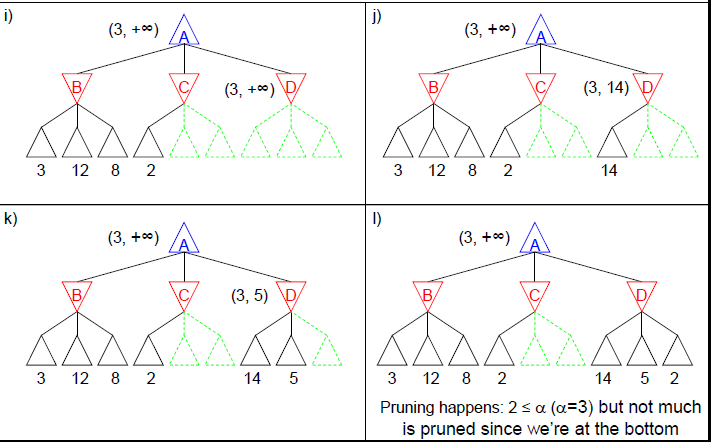 i)
(3, +∞) A
B C (3, +∞) D
3 12 8 2
j)
(3, +∞) A
B C (3, 14) D
3 12 8 2 14
k)
(3, +∞) A
B C (3, 5) D
3 12 8 2 14 5
l)
(3, +∞) A
B C D
3 12 8 2 14 5 2
Pruning happens: 2 ≤ α (α=3) but not much
is pruned since we're at the bottom